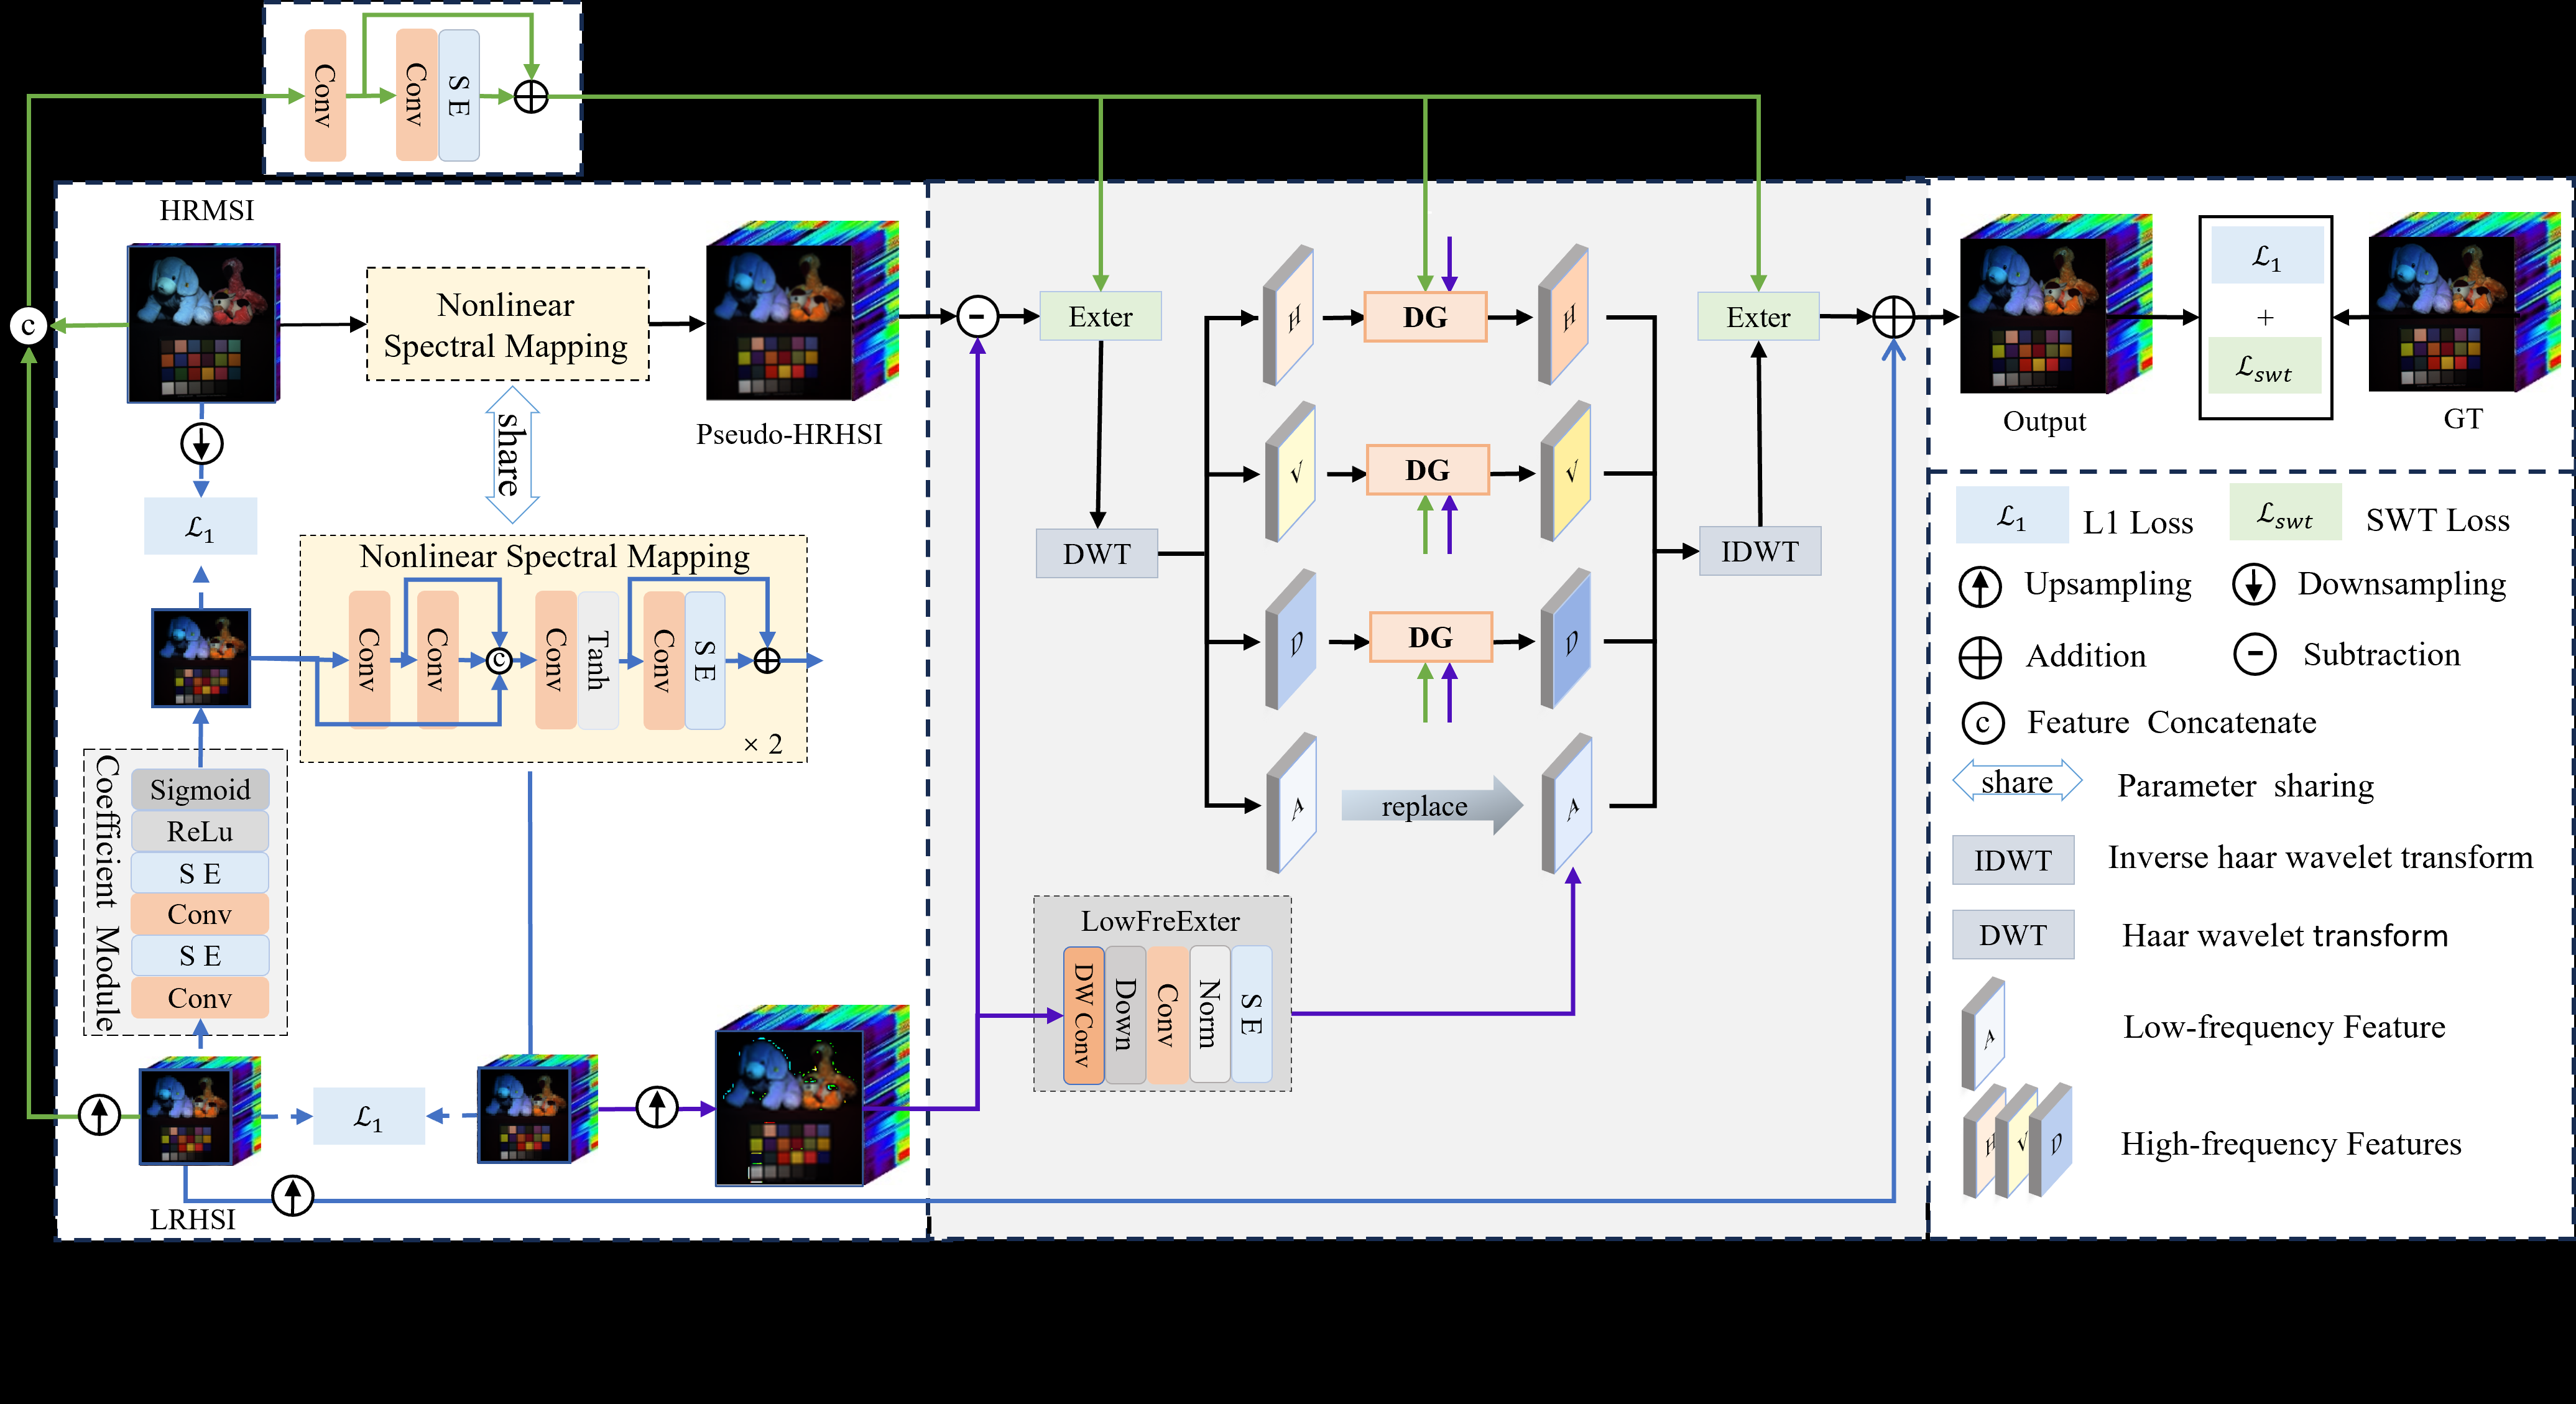 Conv
Conv
S E
c
HRMSI
Nonlinear
Spectral Mapping
Pseudo-HRHSI
share
ℒ1
Nonlinear Spectral Mapping
Conv
Conv
c
Conv
Tanh
Conv
S E
× 2
Coefficient Module
Sigmoid
ReLu
S E
Conv
S E
Conv
ℒ1
LRHSI
Exter
DWT
H
DG
H
V
DG
V
D
DG
D
A
replace
A
LowFreExter
DW Conv
Down
Conv
Norm
S E
Exter
IDWT
Output
ℒ1
+
ℒswt
GT
ℒ1
L1 Loss
ℒswt
SWT Loss
Upsampling
Downsampling
Addition
Subtraction
c
Feature Concatenate
share
Parameter sharing
IDWT
Inverse haar wavelet transform
DWT
Haar wavelet transform
A
Low-frequency Feature
H
V
D
High-frequency Features